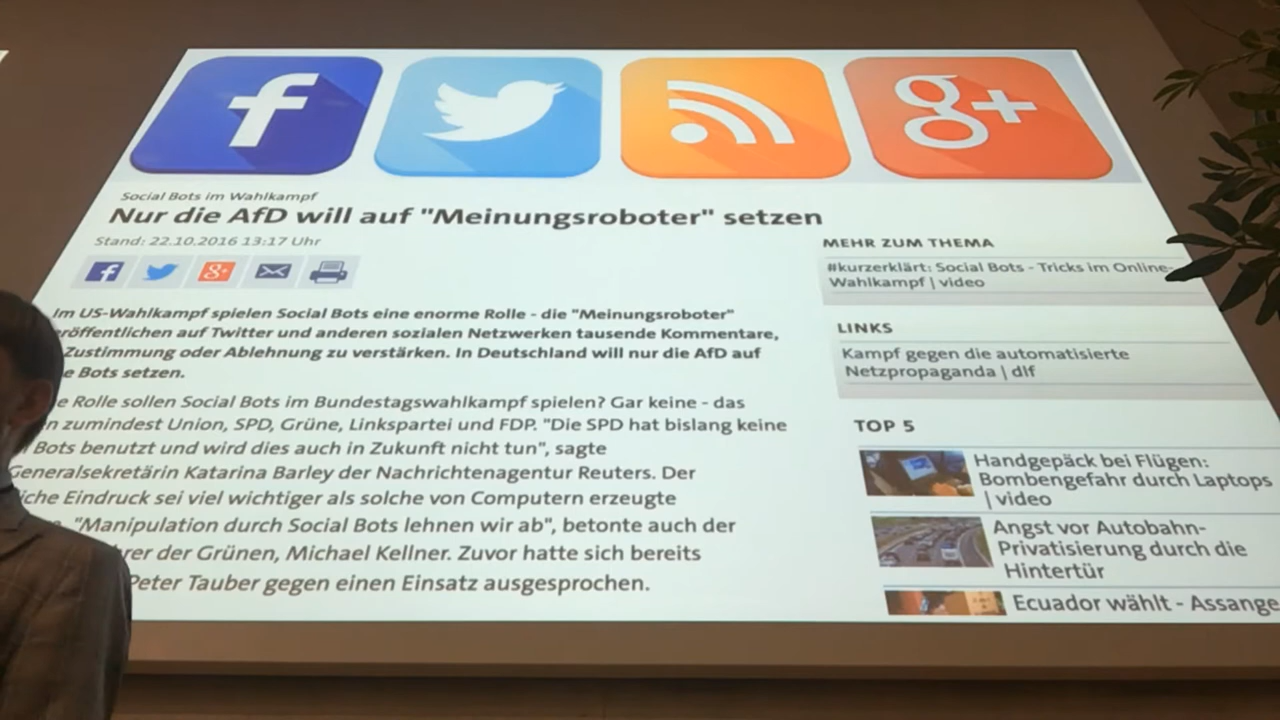 f
g+
Social Bots im Wahlkampf
Nur die AfD will auf "Meinungsroboter" setzen
Stand: 22.10.2016 13:17 Uhr
f
g+
Im US-Wahlkampf spielen Social Bots eine enorme Rolle - die "Meinungsroboter"
röffentlichen auf Twitter und anderen sozialen Netzwerken tausende Kommentare,
Zustimmung oder Ablehnung zu verstärken. In Deutschland will nur die AfD auf
e Bots setzen.
e Rolle sollen Social Bots im Bundestagswahlkampf spielen? Gar keine - das
n zumindest Union, SPD, Grüne, Linkspartei und FDP. "Die SPD hat bislang keine
Bots benutzt und wird dies auch in Zukunft nicht tun", sagte
Generalsekretärin Katarina Barley der Nachrichtenagentur Reuters. Der
iche Eindruck sei viel wichtiger als solche von Computern erzeugte
"Manipulation durch Social Bots lehnen wir ab", betonte auch der
rer der Grünen, Michael Kellner. Zuvor hatte sich bereits
Peter Tauber gegen einen Einsatz ausgesprochen.
MEHR ZUM THEMA
#kurzerklärt: Social Bots - Tricks im Online-
Wahlkampf | video
LINKS
Kampf gegen die automatisierte
Netzpropaganda | dlf
TOP 5
Handgepäck bei Flügen:
Bombengefahr durch Laptops
| video
Angst vor Autobahn-
Privatisierung durch die
Hintertür
Ecuador wählt - Assange